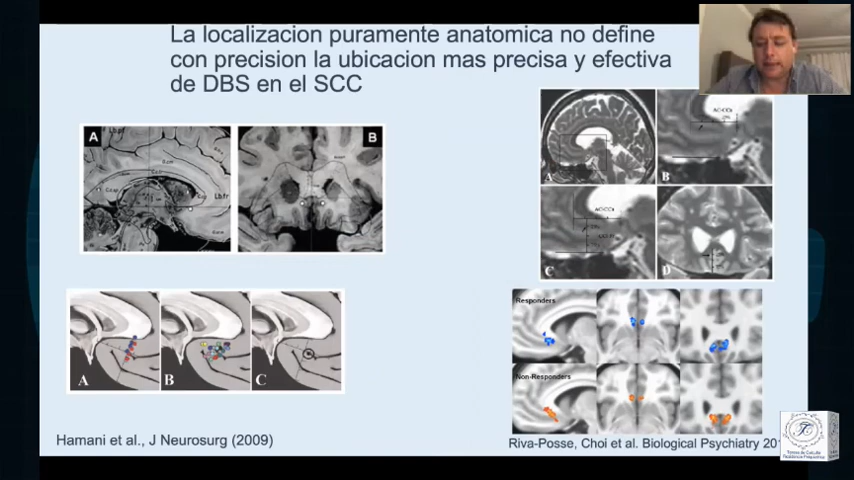 La localizacion puramente anatomica no define
con precision la ubicacion mas precisa y efectiva
de DBS en el SCC
A
B
A
B
C
D
A
B
C
Responders
Non-Responders
Hamani et al., J Neurosurg (2009)
Riva-Posse, Choi et al. Biological Psychiatry